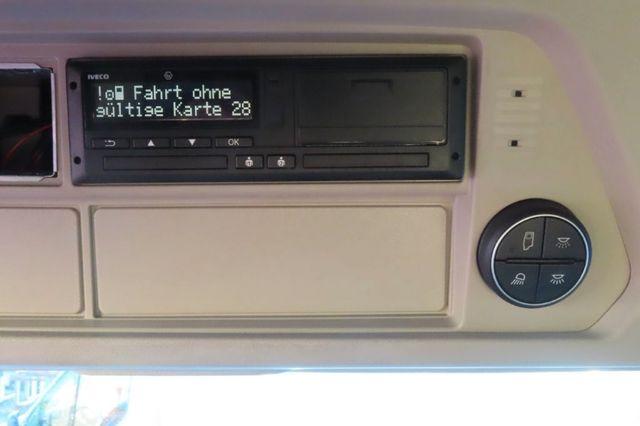 IVECO
! Fahrt ohne
gültige Karte 28
OK